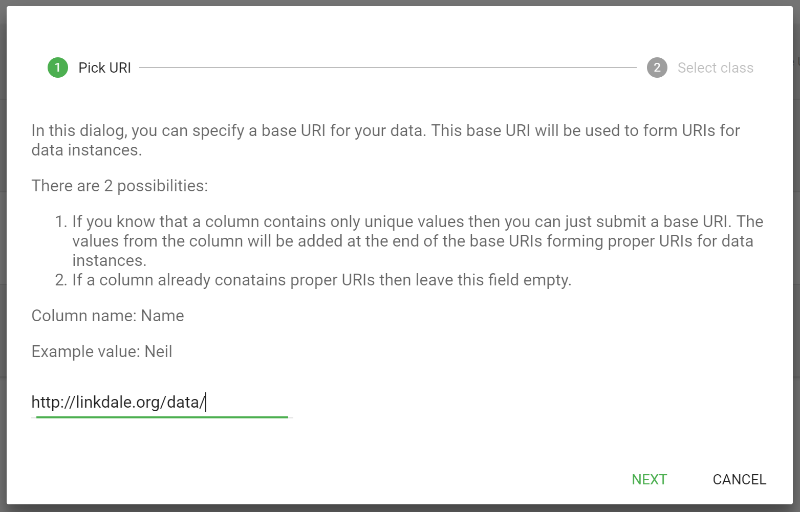 1 Pick URI 2 Select class
In this dialog, you can specify a base URI for your data. This base URI will be used to form URIs for
data instances.
There are 2 possibilities:
1. If you know that a column contains only unique values then you can just submit a base URI. The
values from the column will be added at the end of the base URIs forming proper URIs for data
instances.
2. If a column already conatains proper URIs then leave this field empty.
Column name: Name
Example value: Neil
http://linkdale.org/data/
NEXT CANCEL